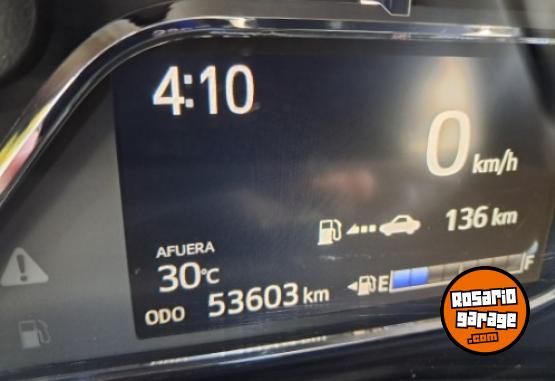 4:10
0 km/h
136 km
AFUERA
30°C
ODO 53603 km
E F
Rosario
garage
.com